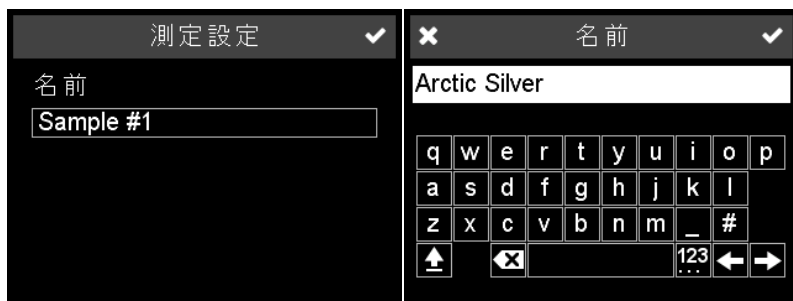 測定設定
名前
Sample #1
名前
Arctic Silver
q w e r t y u i o p
a s d f g h j k l
z x c v b n m _ #
123...